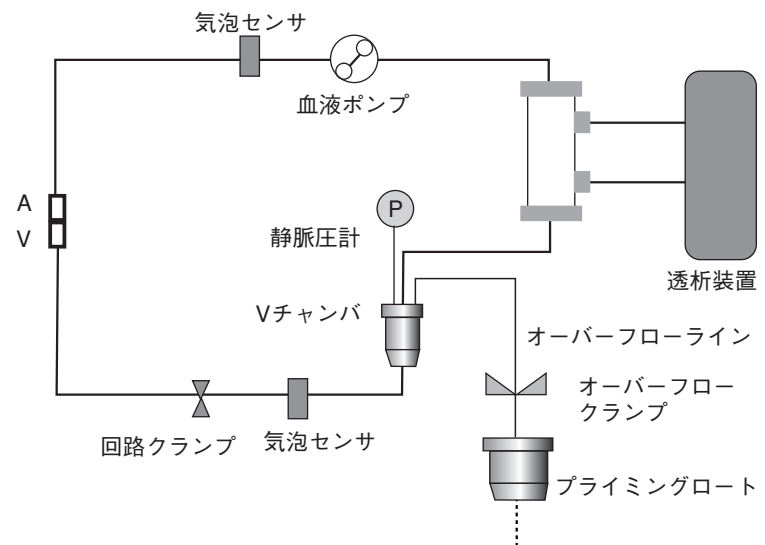 気泡センサ
血液ポンプ
A
V
P
静脈圧計
透析装置
Vチャンバ
オーバーフローライン
オーバーフロー
クランプ
回路クランプ
気泡センサ
プライミングロート